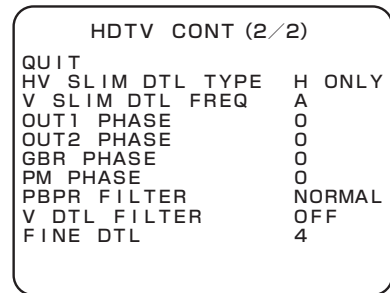 HDTV CONT (2/2)
QUIT
HV SLIM DTL TYPE H ONLY
V SLIM DTL FREQ A
OUT1 PHASE 0
OUT2 PHASE 0
GBR PHASE 0
PM PHASE 0
PBPR FILTER NORMAL
V DTL FILTER OFF
FINE DTL 4